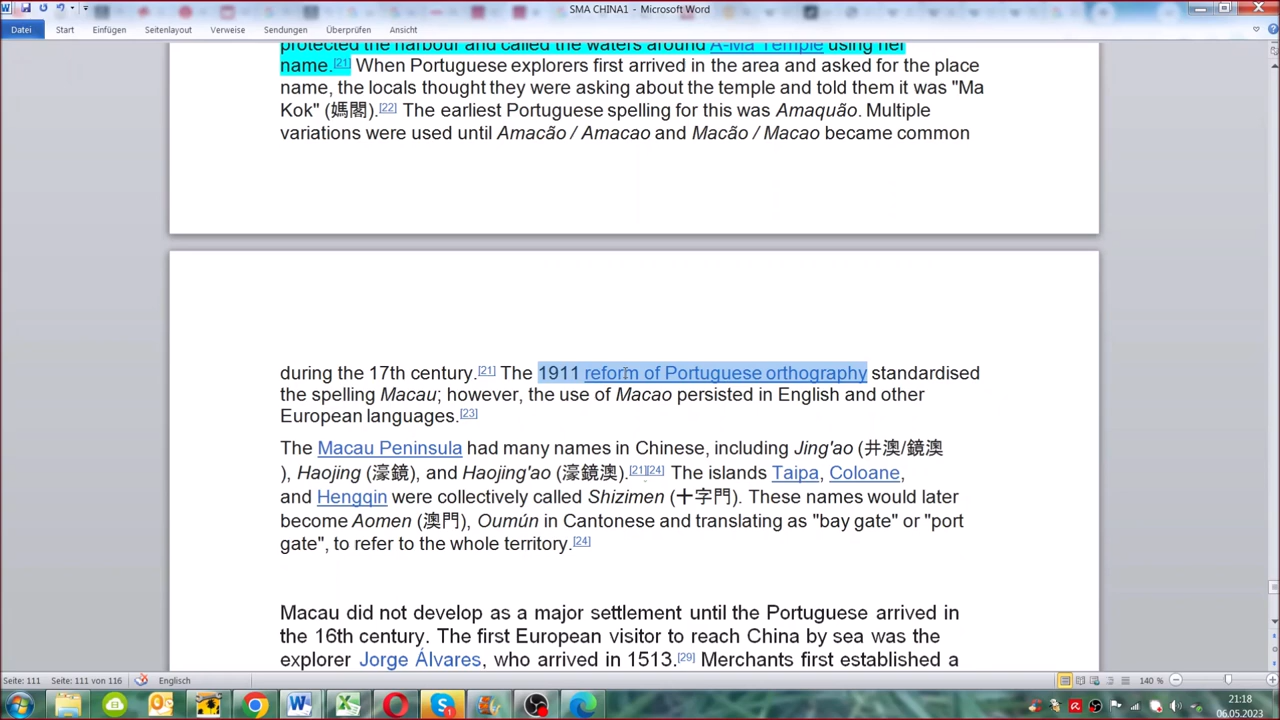 SMA CHINA1 - Microsoft Word
Datei Start Einfügen Seitenlayout Verweise Sendungen Überprüfen Ansicht
protected the harbour and called the waters around A-Ma Temple using her
name.[21] When Portuguese explorers first arrived in the area and asked for the place
name, the locals thought they were asking about the temple and told them it was "Ma
Kok" (媽閣).[22] The earliest Portuguese spelling for this was Amaquão. Multiple
variations were used until Amacão / Amacao and Macão / Macao became common
during the 17th century.[21] The 1911 reform of Portuguese orthography standardised
the spelling Macau; however, the use of Macao persisted in English and other
European languages.[23]
The Macau Peninsula had many names in Chinese, including Jing'ao (井澳/鏡澳
), Haojing (濠鏡), and Haojing'ao (濠鏡澳).[21][24] The islands Taipa, Coloane,
and Hengqin were collectively called Shizimen (十字門). These names would later
become Aomen (澳門), Oumún in Cantonese and translating as "bay gate" or "port
gate", to refer to the whole territory.[24]
Macau did not develop as a major settlement until the Portuguese arrived in
the 16th century. The first European visitor to reach China by sea was the
explorer Jorge Álvares, who arrived in 1513.[29] Merchants first established a
Seite: 111 Seite: 111 von 116 Englisch 140 %
21:18
06.05.2023